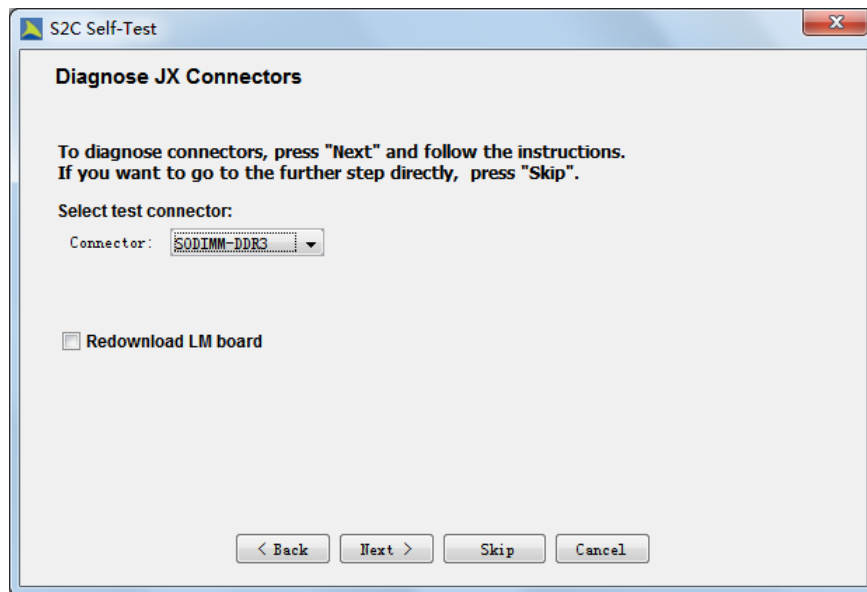 S2C Self-Test
Diagnose JX Connectors
To diagnose connectors, press "Next" and follow the instructions.
If you want to go to the further step directly, press "Skip".
Select test connector:
Connector: SODIMM-DDR3
Redownload LM board
< Back Next > Skip Cancel